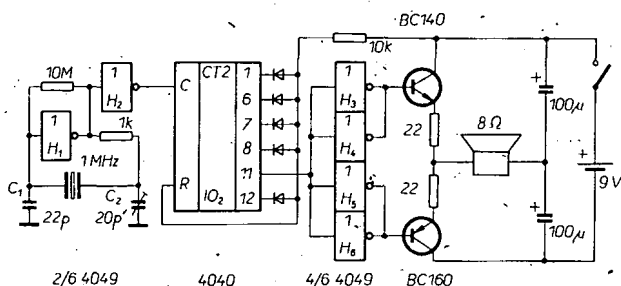 BC140
10k
10M
1
H2
1
H1
1k
1 MHz
C1
22p
C2
20p
C
CT2
R
IO2
1
6
7
8
11
12
1
H3
H4
1
H5
1
H6
22
22
8 Ω
+
100μ
+
100μ
+
9V
2/6 4049
4040
4/6 4049
BC160